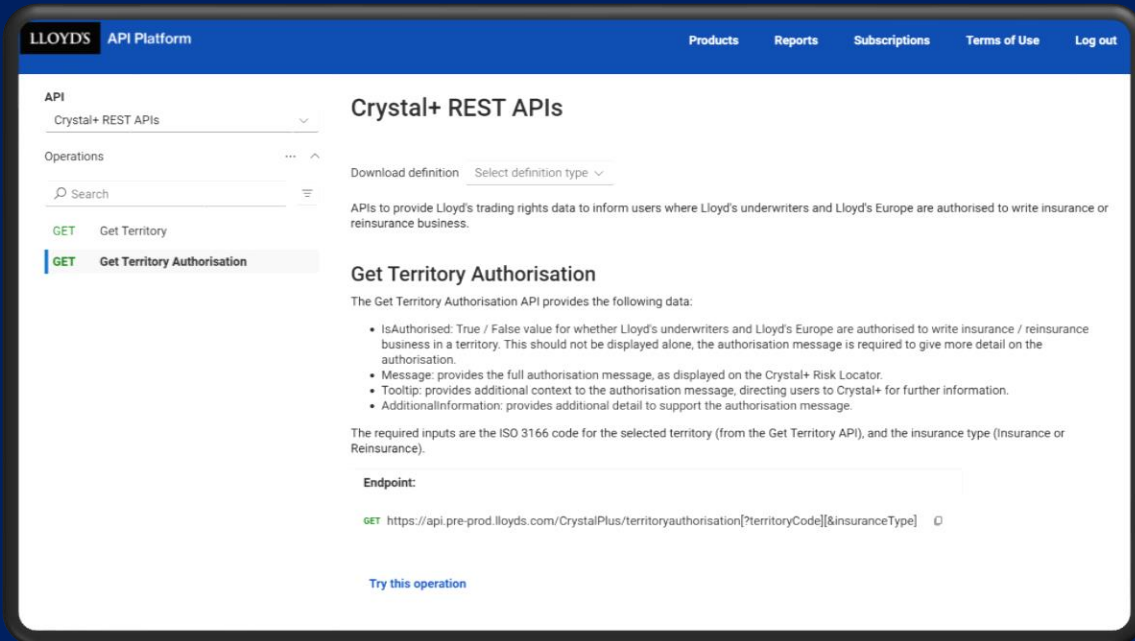 LLOYD'S API Platform
Products Reports Subscriptions Terms of Use Log out
API
Crystal+ REST APIs
Operations
Search
GET Get Territory
GET Get Territory Authorisation
Crystal+ REST APIs
Download definition Select definition type
APIs to provide Lloyd's trading rights data to inform users where Lloyd's underwriters and Lloyd's Europe are authorised to write insurance or
reinsurance business.
Get Territory Authorisation
The Get Territory Authorisation API provides the following data:
• IsAuthorised: True / False value for whether Lloyd's underwriters and Lloyd's Europe are authorised to write insurance / reinsurance
business in a territory. This should not be displayed alone, the authorisation message is required to give more detail on the
authorisation.
• Message: provides the full authorisation message, as displayed on the Crystal+ Risk Locator.
• Tooltip: provides additional context to the authorisation message, directing users to Crystal+ for further information.
• AdditionalInformation: provides additional detail to support the authorisation message.
The required inputs are the ISO 3166 code for the selected territory (from the Get Territory API), and the insurance type (Insurance or
Reinsurance).
Endpoint:
GET https://api.pre-prod.lloyds.com/CrystalPlus/territoryauthorisation[?territoryCode][&insuranceType]
Try this operation